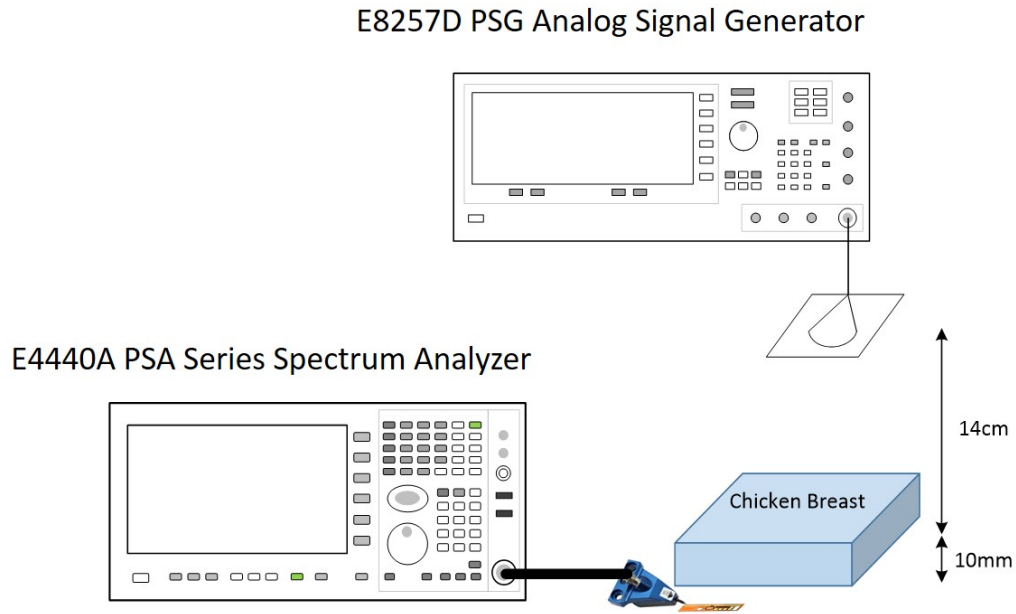 E8257D PSG Analog Signal Generator
E4440A PSA Series Spectrum Analyzer
14cm
Chicken Breast
10mm